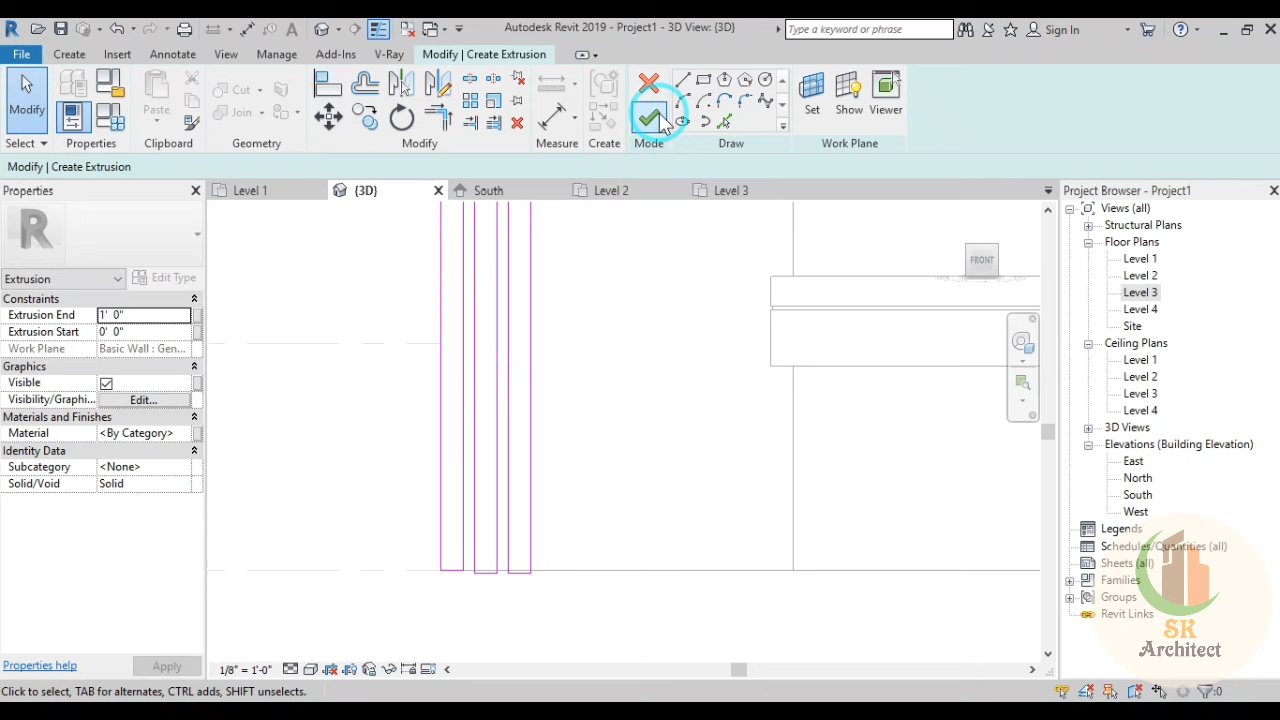 Autodesk Revit 2019 - Project1 - 3D View: {3D}
Type a keyword or phrase
Sign In
File
Create
Insert
Annotate
View
Manage
Add-Ins
V-Ray
Modify | Create Extrusion
Modify
Paste
Cut
Join
Set
Show
Viewer
Select
Properties
Clipboard
Geometry
Modify
Measure
Create
Mode
Draw
Work Plane
Modify | Create Extrusion
Properties
Level 1
{3D}
South
Level 2
Level 3
Project Browser - Project1
R
Extrusion
Edit Type
Constraints
Extrusion End 1' 0"
Extrusion Start 0' 0"
Work Plane Basic Wall : Gen...
Graphics
Visible
Visibility/Graphi... Edit...
Materials and Finishes
Material <By Category>
Identity Data
Subcategory <None>
Solid/Void Solid
Properties help
Apply
FRONT
Views (all)
Structural Plans
Floor Plans
Level 1
Level 2
Level 3
Level 4
Site
Ceiling Plans
Level 1
Level 2
Level 3
Level 4
3D Views
Elevations (Building Elevation)
East
North
South
West
Legends
Schedules/Quantities (all)
Sheets (all)
Families
Groups
Revit Links
SK
Architect
1/8" = 1'-0"
Click to select, TAB for alternates, CTRL adds, SHIFT unselects.
:0